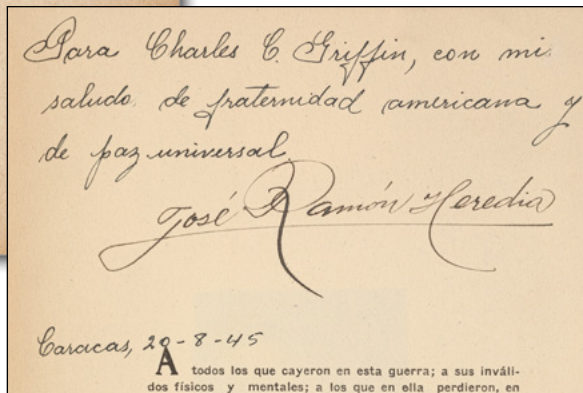 Para Charles C. Griffin, con mi
saludo de fraternidad americana y
de paz universal.
José Ramón Heredia
Caracas, 20-8-45
A todos los que cayeron en esta guerra; a sus inváli-
dos físicos y mentales; a los que en ella perdieron, en